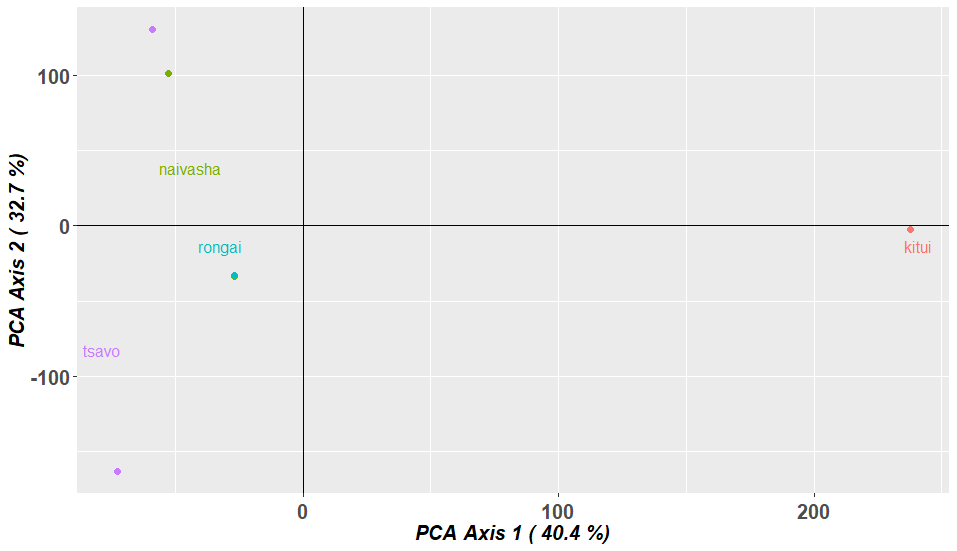 100
naivasha
0
rongai
kitui
tsavo
-100
PCA Axis 2 ( 32.7 %)
0 100 200
PCA Axis 1 ( 40.4 %)